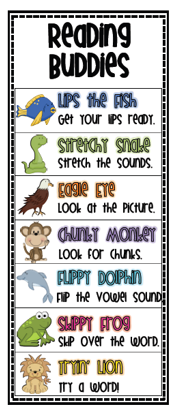 Reading
Buddies
Lips the Fish
Get your lips ready.
Stretchy Snake
Stretch the sounds.
Eagle Eye
Look at the picture.
Chunky Monkey
Look for chunks.
Flippy Dolphin
Flip the vowel sound
Skippy Frog
Skip over the word.
Tryin' Lion
Try a word!